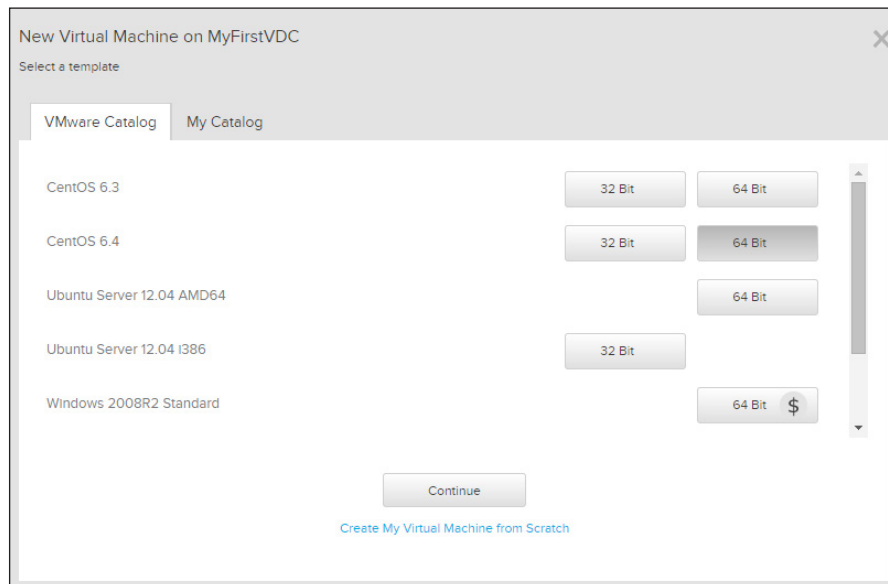 New Virtual Machine on MyFirstVDC
Select a template
VMware Catalog My Catalog
CentOS 6.3 32 Bit 64 Bit
CentOS 6.4 32 Bit 64 Bit
Ubuntu Server 12.04 AMD64 64 Bit
Ubuntu Server 12.04 i386 32 Bit
Windows 2008R2 Standard 64 Bit $
Continue
Create My Virtual Machine from Scratch